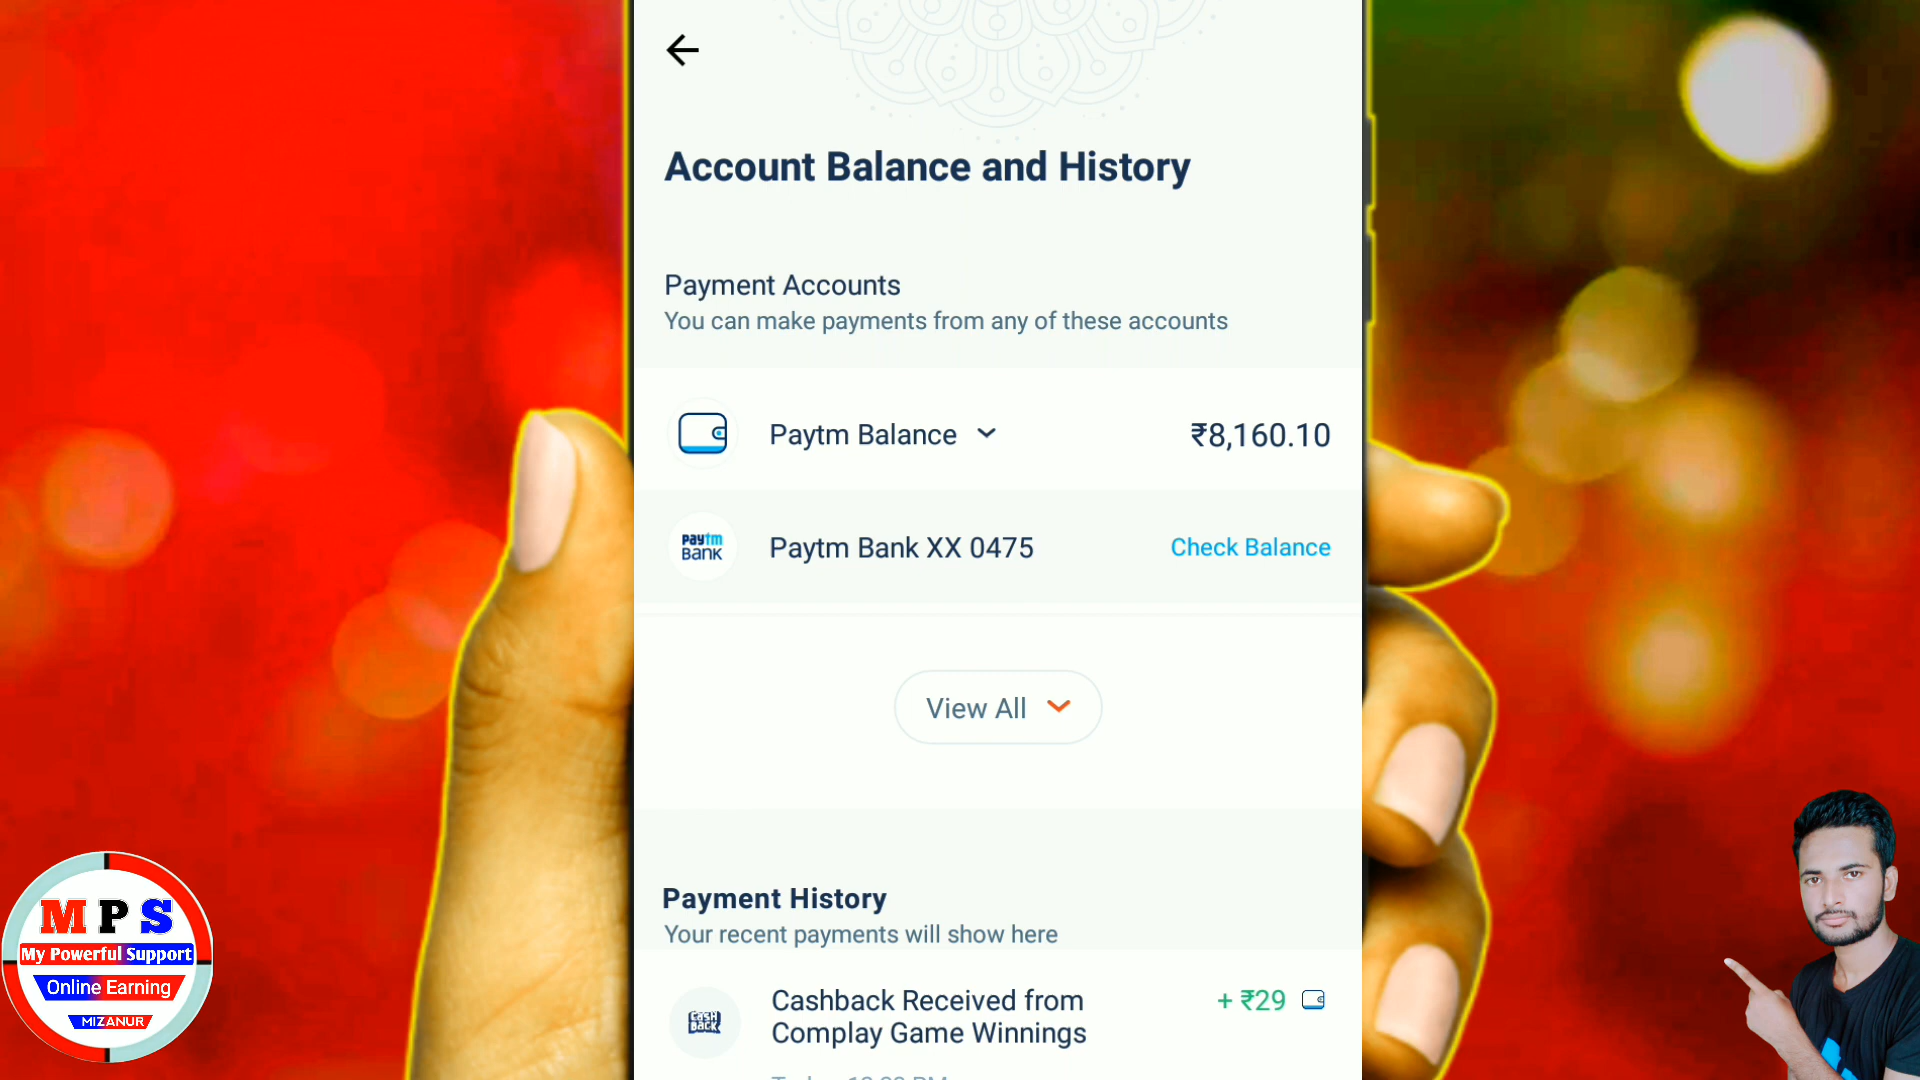 Account Balance and History
Payment Accounts
You can make payments from any of these accounts
Paytm Balance
₹8,160.10
paytm
BANK
Paytm Bank XX 0475
Check Balance
View All
Payment History
Your recent payments will show here
CASH
BACK
Cashback Received from
Complay Game Winnings
+ ₹29
M P S
My Powerful Support
Online Earning
MIZANUR